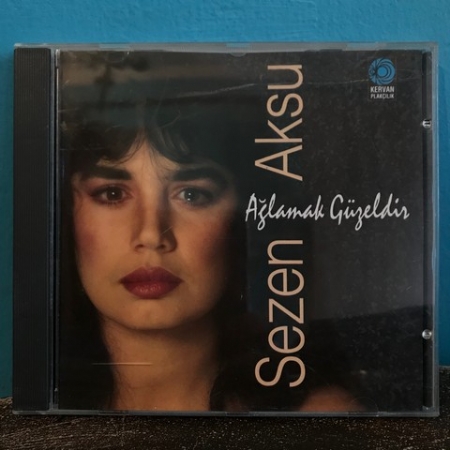 KERVAN
PLAKÇILIK
Sezen Aksu
Ağlamak Güzeldir